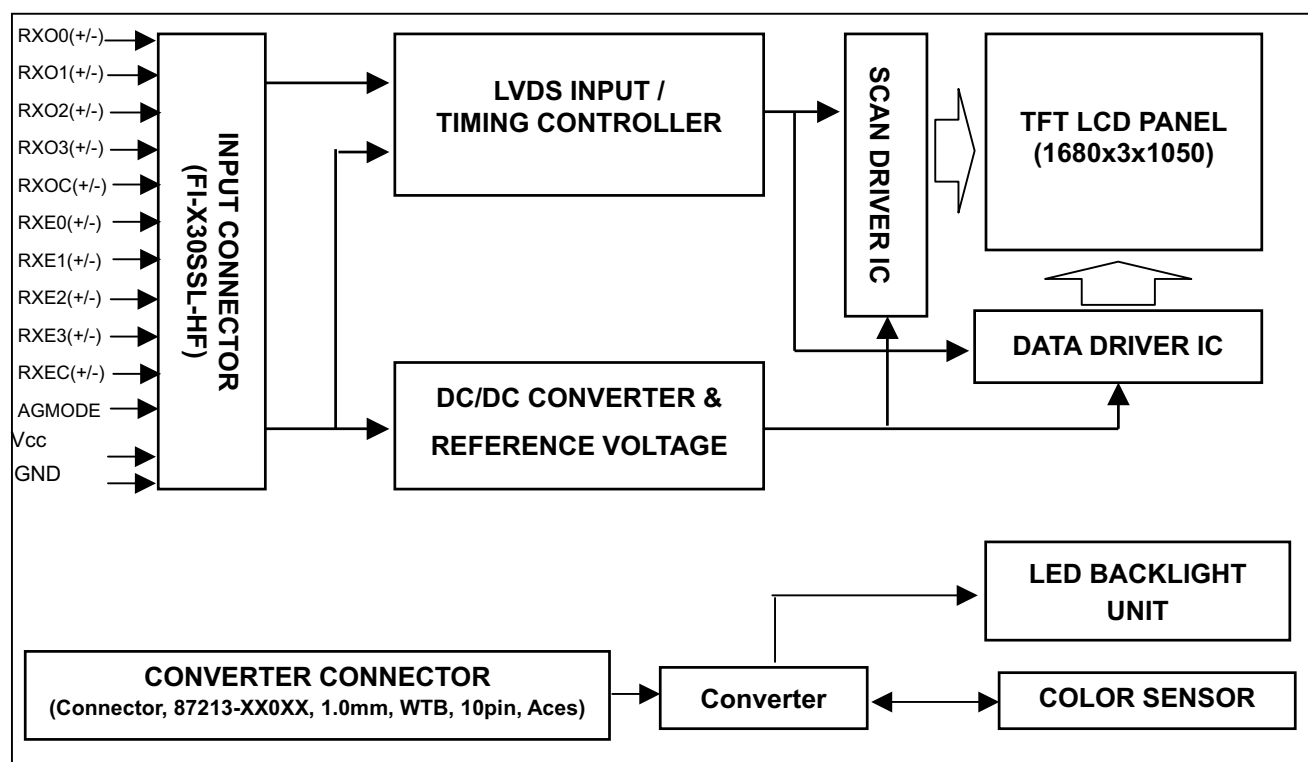 RXO0(+/-)
RXO1(+/-)
RXO2(+/-)
RXO3(+/-)
RXOC(+/-)
RXE0(+/-)
RXE1(+/-)
RXE2(+/-)
RXE3(+/-)
RXEC(+/-)
AGMODE
Vcc
GND
INPUT CONNECTOR
(FI-X30SSL-HF)
LVDS INPUT /
TIMING CONTROLLER
SCAN DRIVER IC
TFT LCD PANEL
(1680x3x1050)
DATA DRIVER IC
DC/DC CONVERTER &
REFERENCE VOLTAGE
LED BACKLIGHT
UNIT
CONVERTER CONNECTOR
(Connector, 87213-XX0XX, 1.0mm, WTB, 10pin, Aces)
Converter
COLOR SENSOR